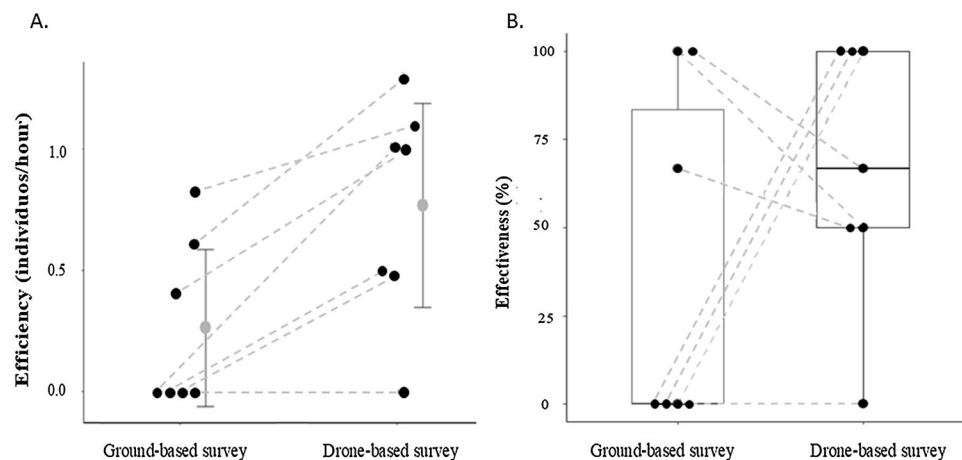 A.
Efficiency (indivíduos/hour)
1.0
0.5
0.0
Ground-based survey
Drone-based survey
B.
Effectiveness (%)
100
75
50
25
0
Ground-based survey
Drone-based survey